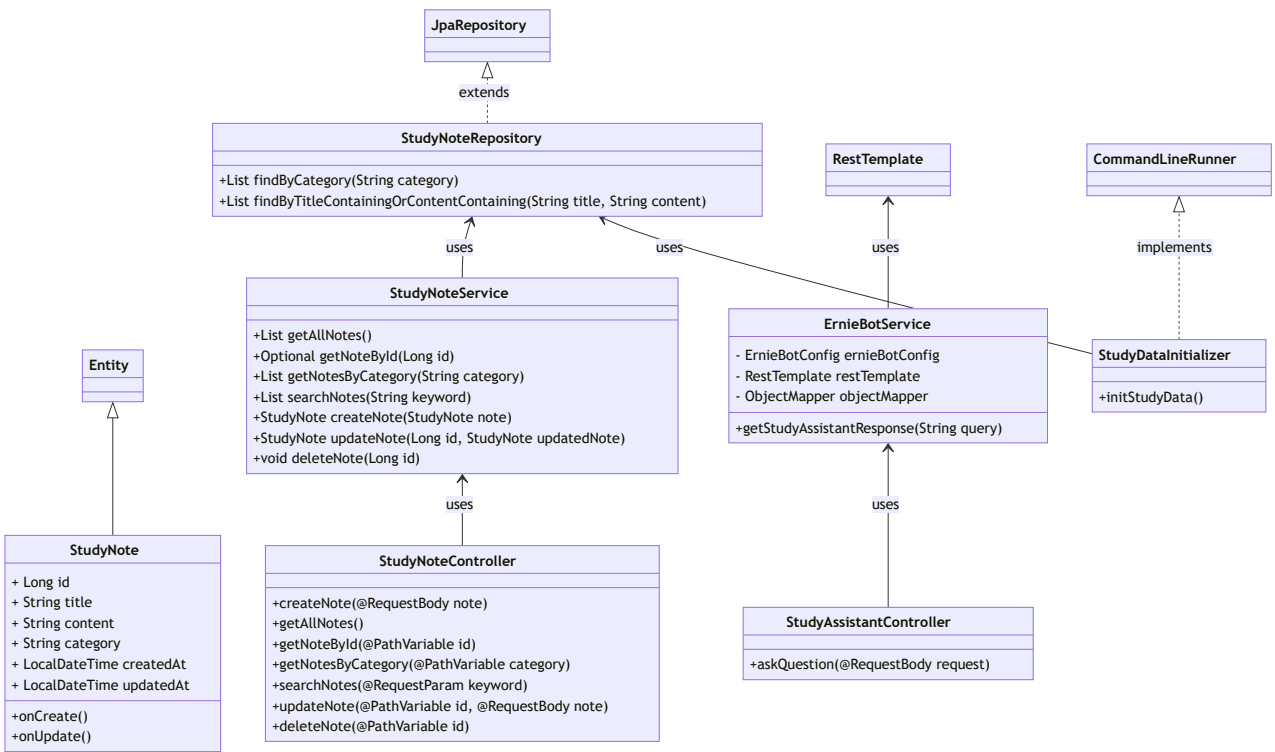 JpaRepository
extends
StudyNoteRepository
+List findByCategory(String category)
+List findByTitleContainingOrContentContaining(String title, String content)
RestTemplate
CommandLineRunner
uses
uses
uses
implements
StudyNoteService
+List getAllNotes()
+Optional getNoteById(Long id)
+List getNotesByCategory(String category)
+List searchNotes(String keyword)
+StudyNote createNote(StudyNote note)
+StudyNote updateNote(Long id, StudyNote updatedNote)
+void deleteNote(Long id)
ErnieBotService
- ErnieBotConfig ernieBotConfig
- RestTemplate restTemplate
- ObjectMapper objectMapper
+getStudyAssistantResponse(String query)
StudyDataInitializer
+initStudyData()
Entity
uses
uses
StudyNote
+ Long id
+ String title
+ String content
+ String category
+ LocalDateTime createdAt
+ LocalDateTime updatedAt
+onCreate()
+onUpdate()
StudyNoteController
+createNote(@RequestBody note)
+getAllNotes()
+getNoteById(@PathVariable id)
+getNotesByCategory(@PathVariable category)
+searchNotes(@RequestParam keyword)
+updateNote(@PathVariable id, @RequestBody note)
+deleteNote(@PathVariable id)
StudyAssistantController
+askQuestion(@RequestBody request)